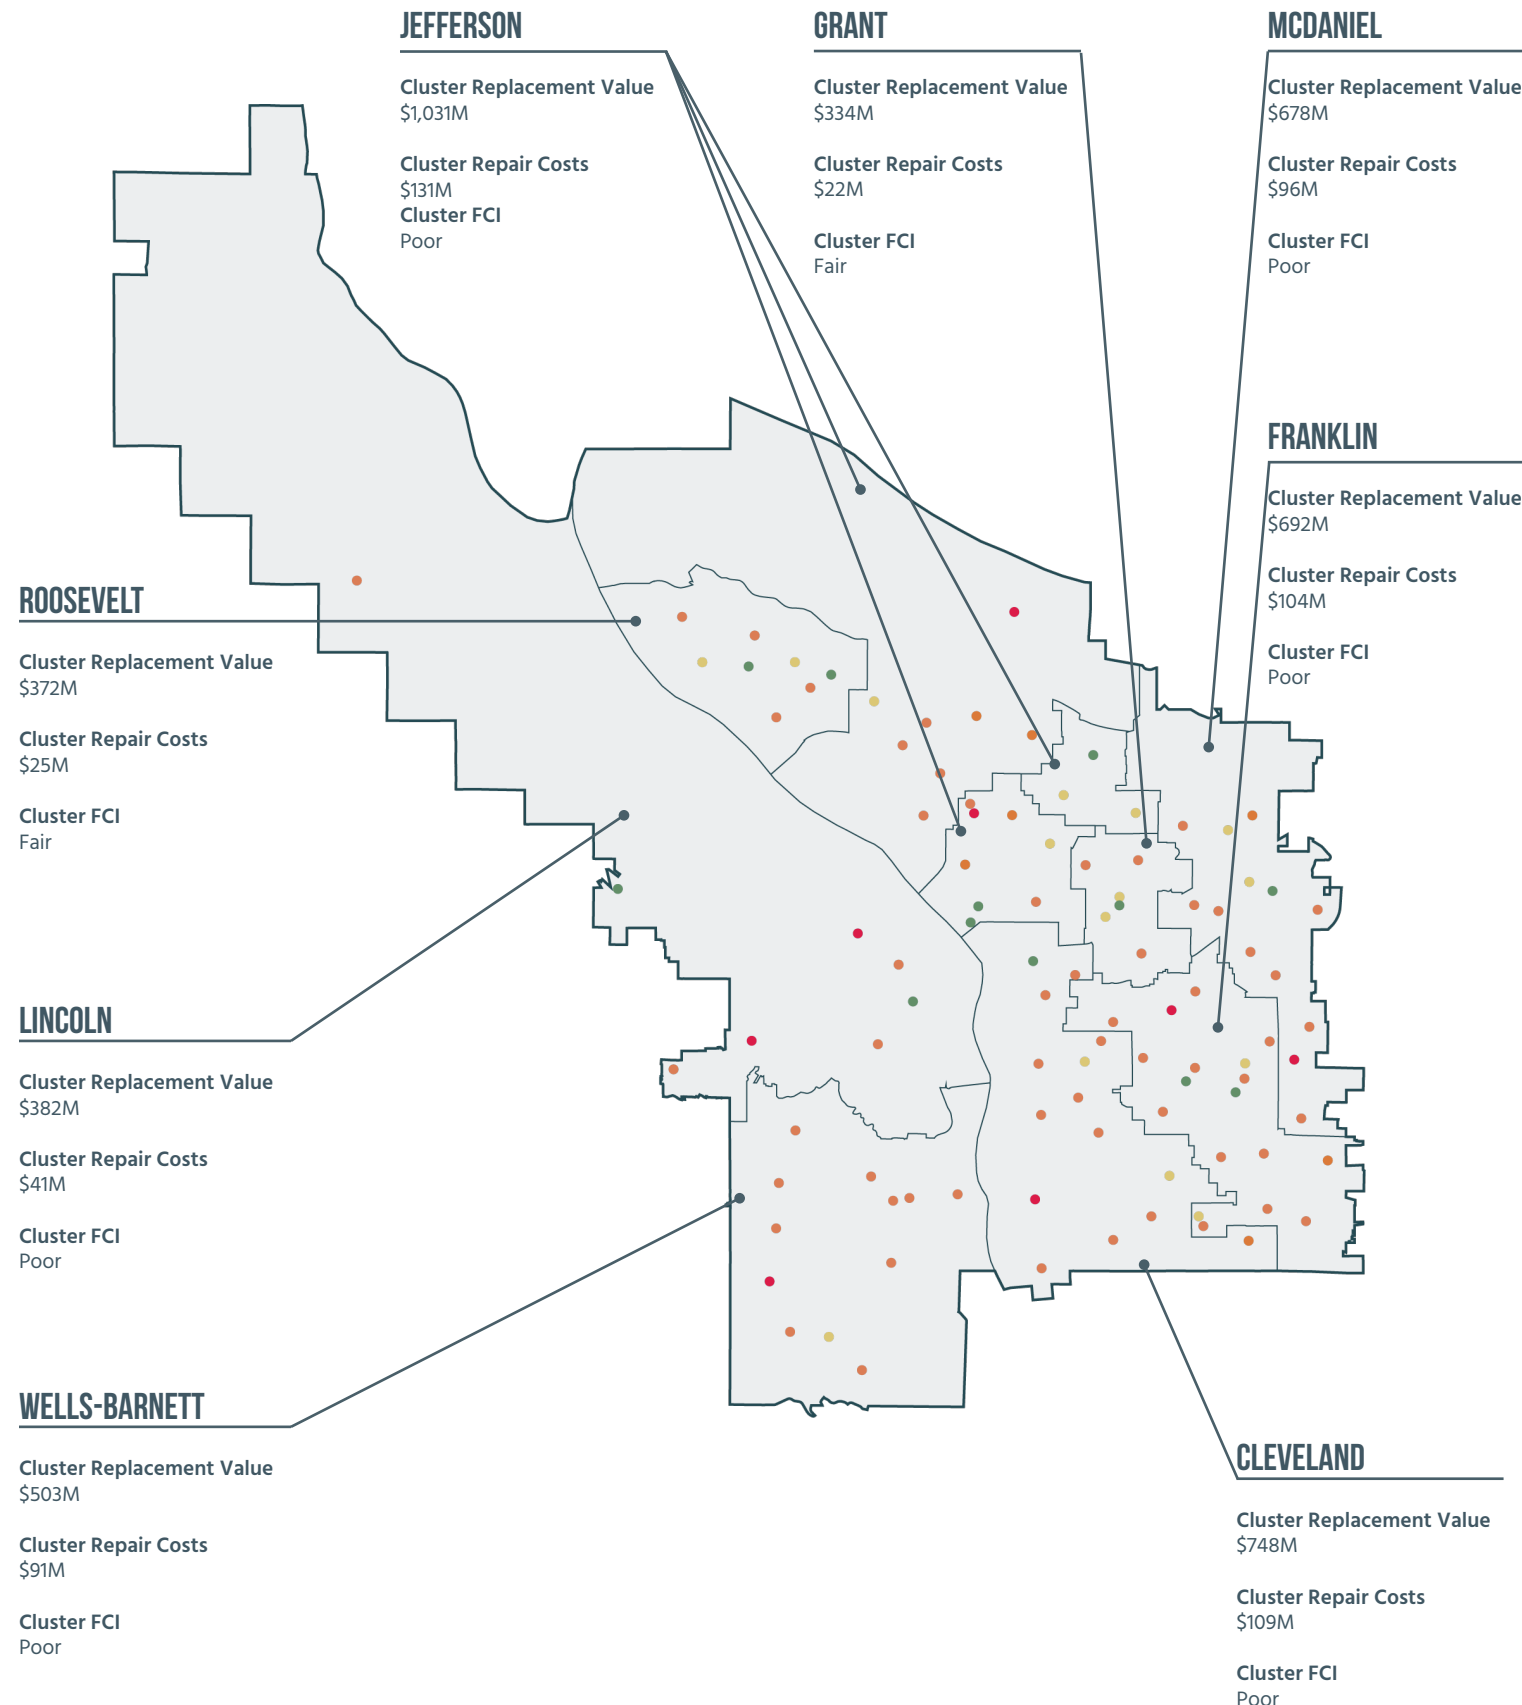 JEFFERSON
Cluster Replacement Value
$1,031M
Cluster Repair Costs
$131M
Cluster FCI
Poor
GRANT
Cluster Replacement Value
$334M
Cluster Repair Costs
$22M
Cluster FCI
Fair
MCDANIEL
Cluster Replacement Value
$678M
Cluster Repair Costs
$96M
Cluster FCI
Poor
FRANKLIN
Cluster Replacement Value
$692M
Cluster Repair Costs
$104M
Cluster FCI
Poor
ROOSEVELT
Cluster Replacement Value
$372M
Cluster Repair Costs
$25M
Cluster FCI
Fair
LINCOLN
Cluster Replacement Value
$382M
Cluster Repair Costs
$41M
Cluster FCI
Poor
WELLS-BARNETT
Cluster Replacement Value
$503M
Cluster Repair Costs
$91M
Cluster FCI
Poor
CLEVELAND
Cluster Replacement Value
$748M
Cluster Repair Costs
$109M
Cluster FCI
Poor